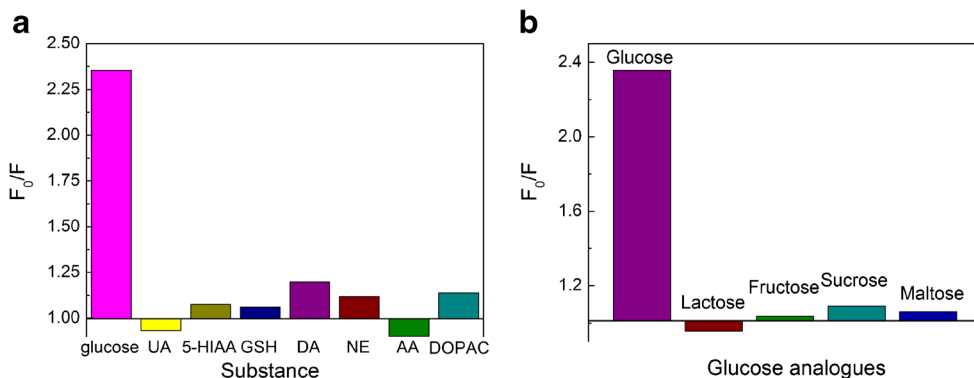 a
2.50
2.25
2.00
1.75
1.50
1.25
1.00
F0/F
glucose UA 5-HIAA GSH DA NE AA DOPAC
Substance
b
2.4
2.0
1.6
1.2
F0/F
Glucose
Lactose
Fructose
Sucrose
Maltose
Glucose analogues